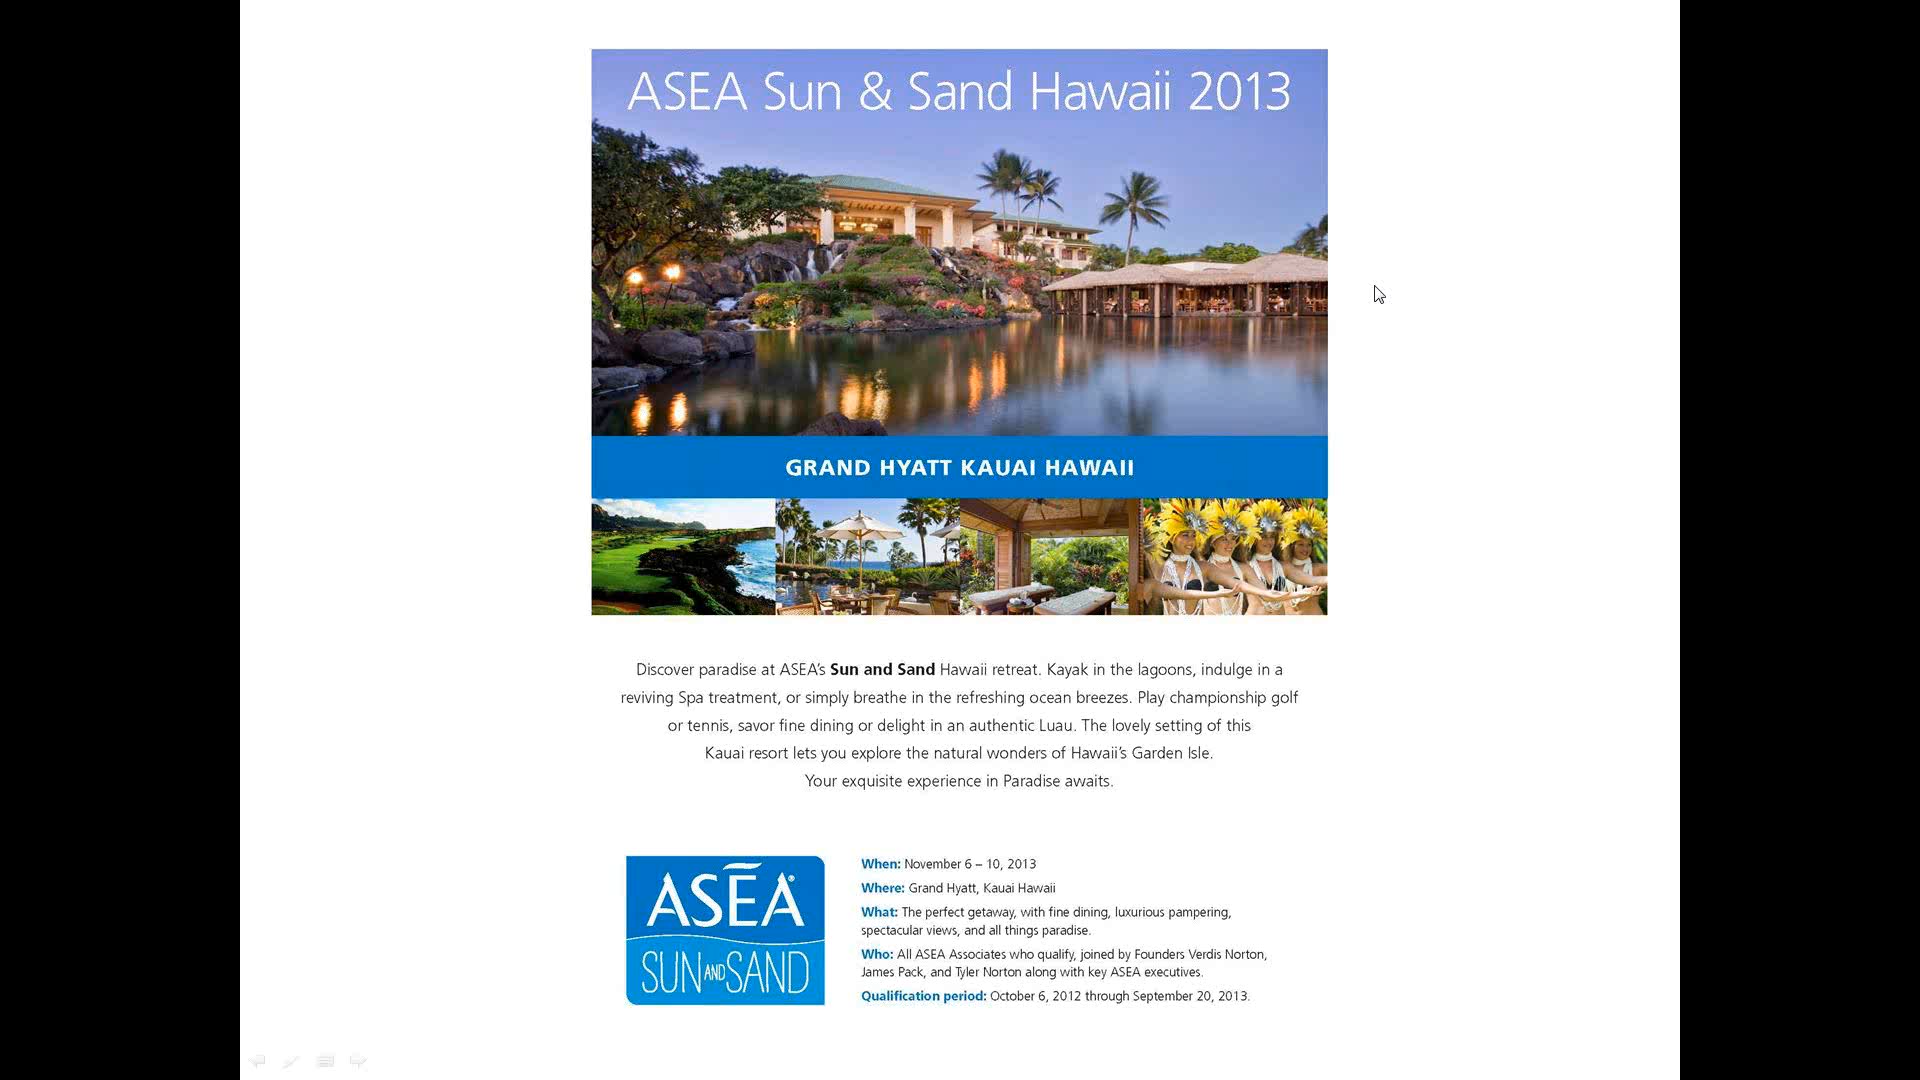 ASEA Sun & Sand Hawaii 2013
GRAND HYATT KAUAI HAWAII
Discover paradise at ASEA's Sun and Sand Hawaii retreat. Kayak in the lagoons, indulge in a
reviving Spa treatment, or simply breathe in the refreshing ocean breezes. Play championship golf
or tennis, savor fine dining or delight in an authentic Luau. The lovely setting of this
Kauai resort lets you explore the natural wonders of Hawaii's Garden Isle.
Your exquisite experience in Paradise awaits.
ASEA®
SUN AND SAND
When: November 6 – 10, 2013
Where: Grand Hyatt, Kauai Hawaii
What: The perfect getaway, with fine dining, luxurious pampering,
spectacular views, and all things paradise.
Who: All ASEA Associates who qualify, joined by Founders Verdis Norton,
James Pack, and Tyler Norton along with key ASEA executives.
Qualification period: October 6, 2012 through September 20, 2013.